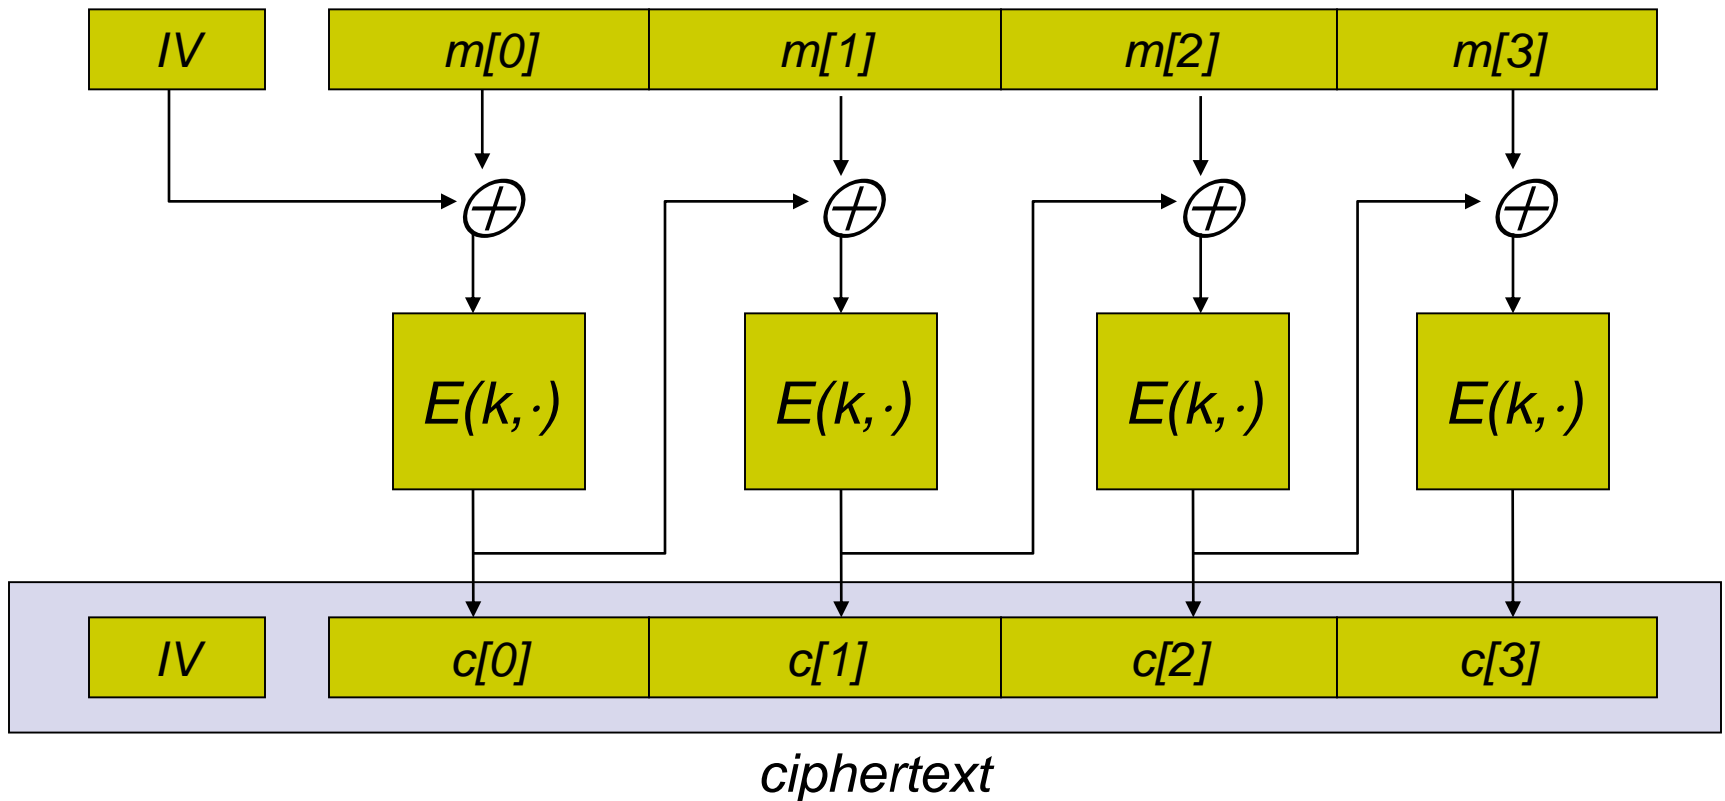 IV m[0] m[1] m[2] m[3]
⊕ ⊕ ⊕ ⊕
E(k,·) E(k,·) E(k,·) E(k,·)
IV c[0] c[1] c[2] c[3]
ciphertext